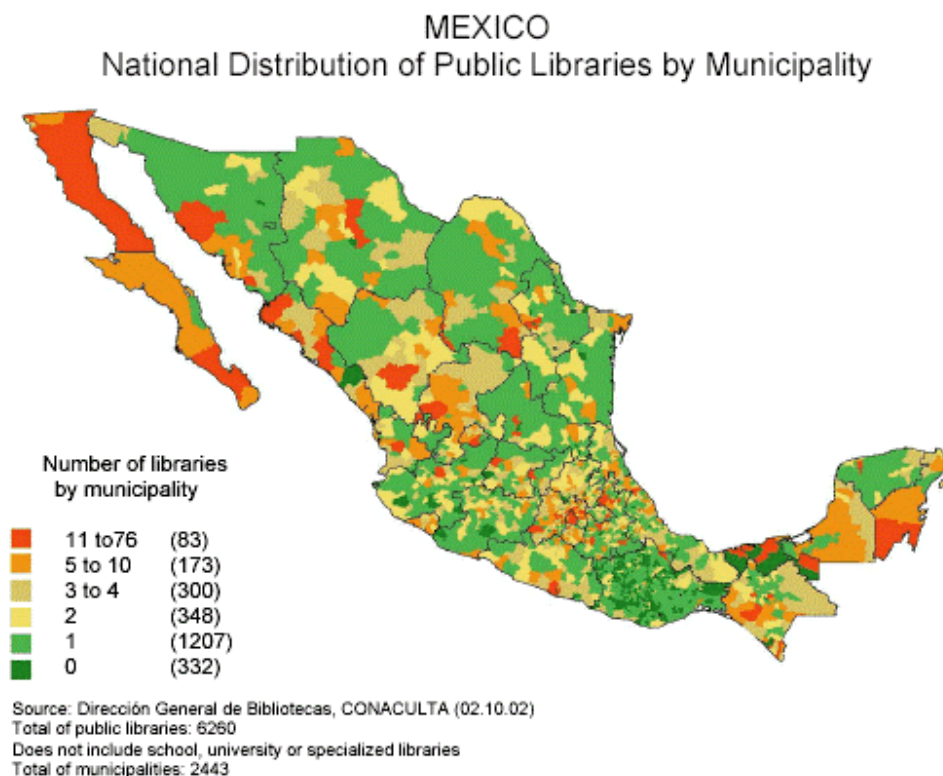 MEXICO
National Distribution of Public Libraries by Municipality
Number of libraries
by municipality
11 to76 (83)
5 to 10 (173)
3 to 4 (300)
2 (348)
1 (1207)
0 (332)
Source: Dirección General de Bibliotecas, CONACULTA (02.10.02)
Total of public libraries: 6260
Does not include school, university or specialized libraries
Total of municipalities: 2443